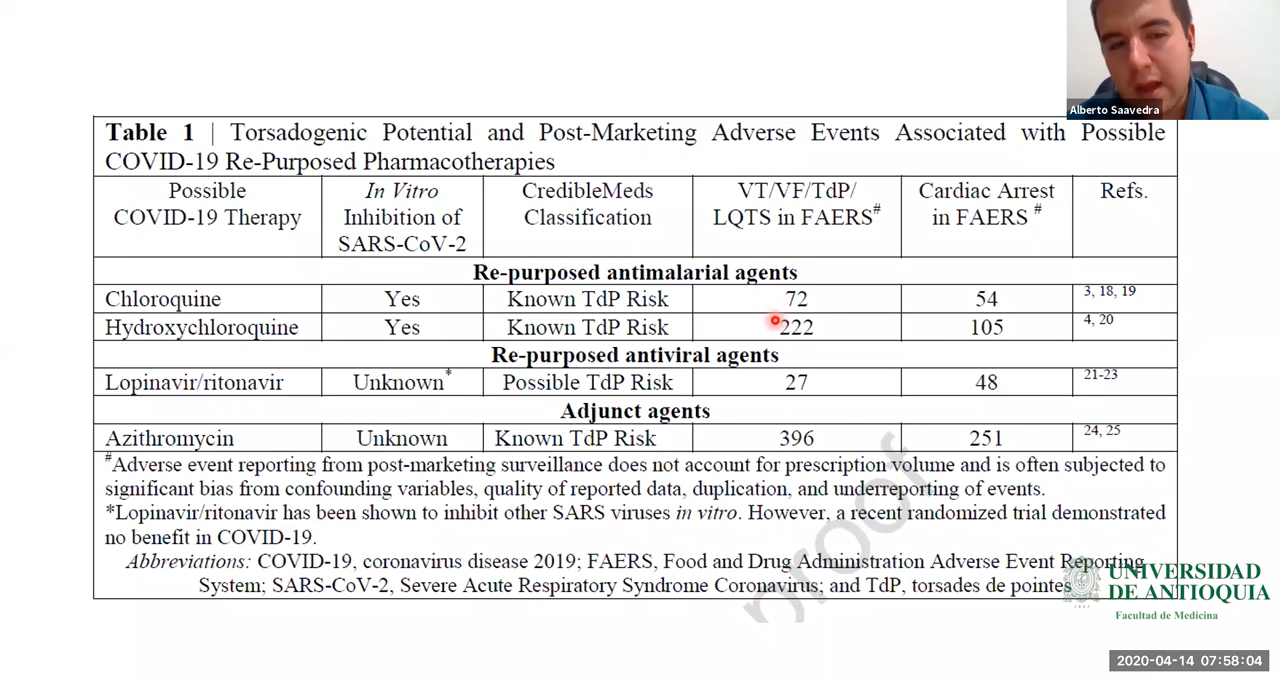 Alberto Saavedra
Table 1 | Torsadogenic Potential and Post-Marketing Adverse Events Associated with Possible
COVID-19 Re-Purposed Pharmacotherapies
Possible
COVID-19 Therapy
In Vitro
Inhibition of
SARS-CoV-2
CredibleMeds
Classification
VT/VF/TdP/
LQTS in FAERS#
Cardiac Arrest
in FAERS #
Refs.
Re-purposed antimalarial agents
Chloroquine Yes Known TdP Risk 72 54 3, 18, 19
Hydroxychloroquine Yes Known TdP Risk 222 105 4, 20
Re-purposed antiviral agents
Lopinavir/ritonavir Unknown* Possible TdP Risk 27 48 21-23
Adjunct agents
Azithromycin Unknown Known TdP Risk 396 251 24, 25
#Adverse event reporting from post-marketing surveillance does not account for prescription volume and is often subjected to
significant bias from confounding variables, quality of reported data, duplication, and underreporting of events.
*Lopinavir/ritonavir has been shown to inhibit other SARS viruses in vitro. However, a recent randomized trial demonstrated
no benefit in COVID-19.
Abbreviations: COVID-19, coronavirus disease 2019; FAERS, Food and Drug Administration Adverse Event Reporting
System; SARS-CoV-2, Severe Acute Respiratory Syndrome Coronavirus; and TdP, torsades de pointes
proof
UNIVERSIDAD
DE ANTIOQUIA
Facultad de Medicina
2020-04-14 07:58:04